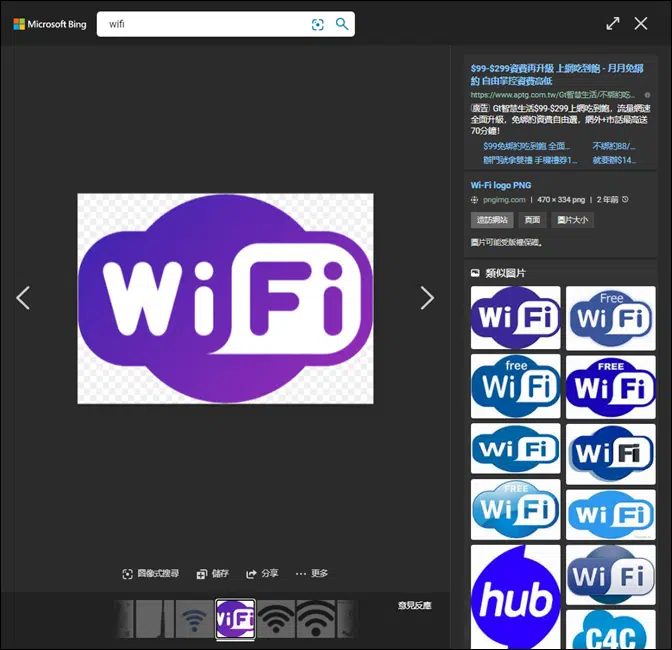 Microsoft Bing
wifi
$99-$299資費再升級 上網吃到飽 - 月月免綁
約 自由掌控資費高低
https://www.aptg.com.tw/Gt智慧生活/不綁約吃...
廣告 Gt智慧生活$99-$299上網吃到飽，流量網速
全面升級，免綁約資費自由選，網外+市話最高送
70分鐘!
$99免綁約吃到飽 全面...
不綁約88/...
辦門號拿雙禮 手機禮券1...
就要辦$14...
Wi-Fi logo PNG
pngimg.com | 470 × 334 png | 2 年前
造訪網站
頁面
圖片大小
圖片可能受版權保護。
WiFi
類似圖片
WiFi
Free
WiFi
free
WiFi
FREE
WiFi
WiFi
WiFi
FREE
WiFi
WiFi
hub
WiFi
C4C
圖像式搜尋
儲存
分享
更多
WiFi
意見反應